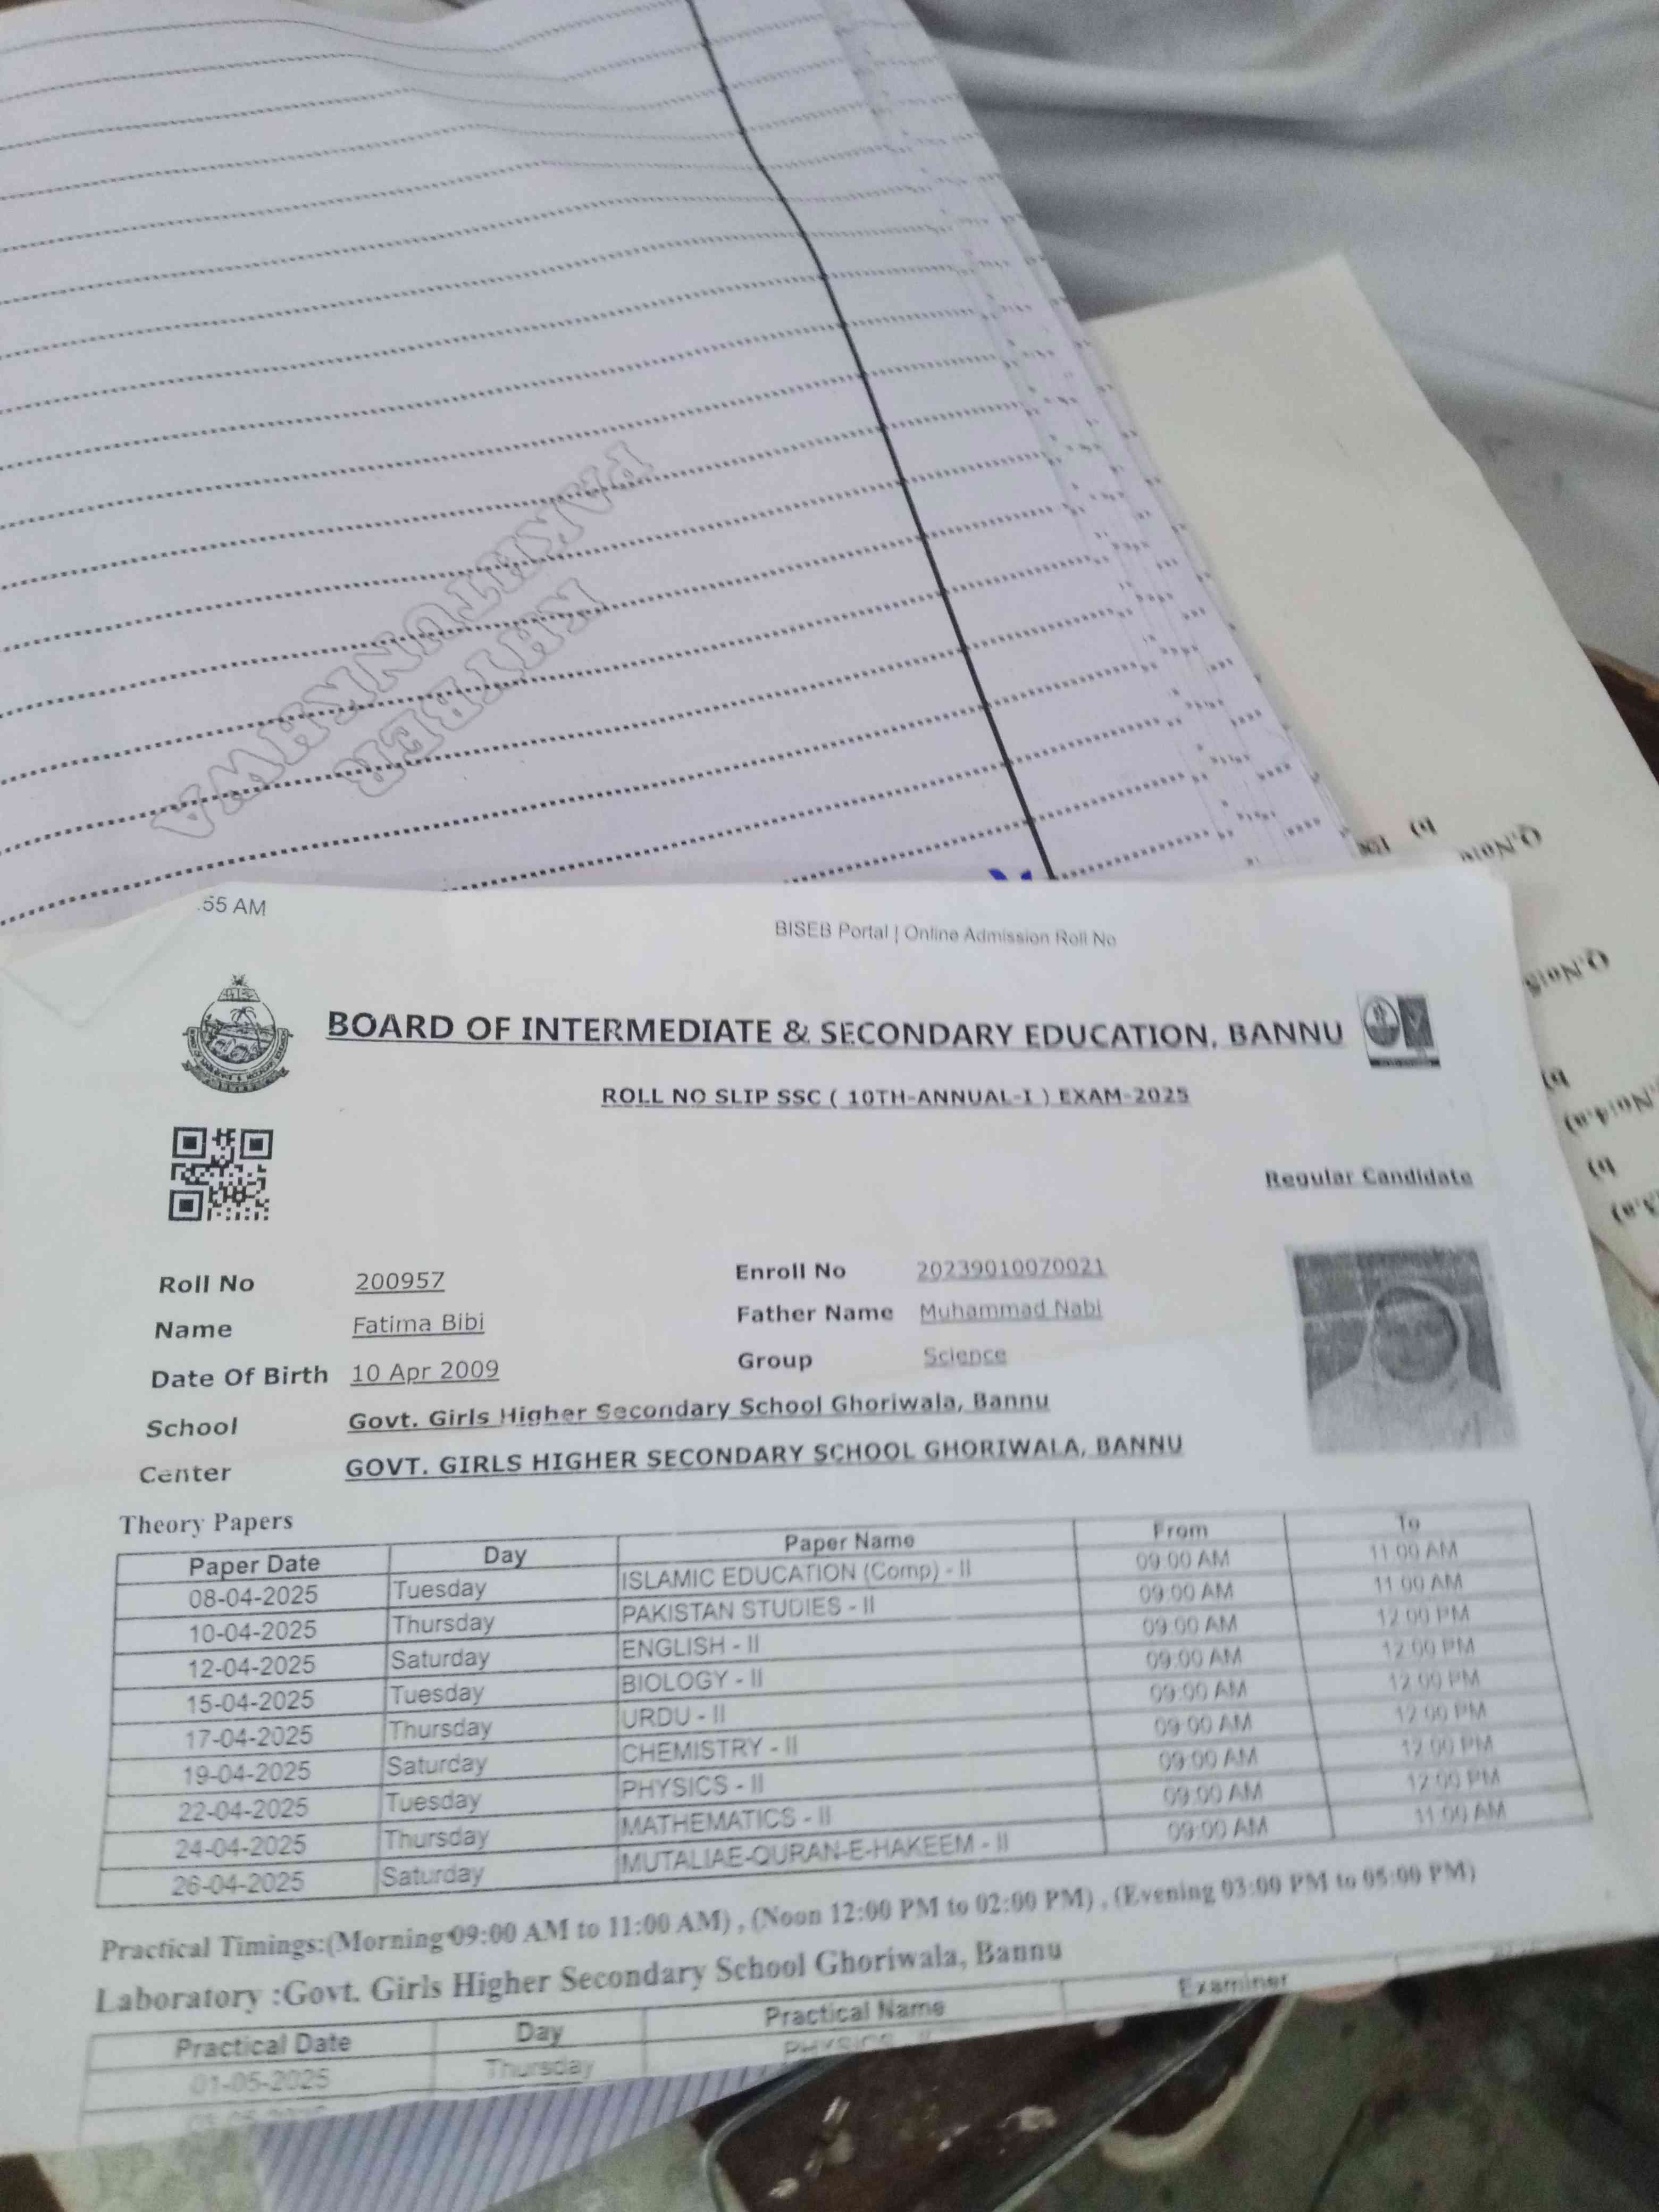 PAKHTUNKHWA
KHYBER
:55 AM
BISEB Portal | Online Admission Roll No
BOARD OF INTERMEDIATE & SECONDARY EDUCATION, BANNU
ROLL NO SLIP SSC ( 10TH-ANNUAL-I ) EXAM-2025
Regular Candidate
Roll No 200957 Enroll No 20239010070021
Name Fatima Bibi Father Name Muhammad Nabi
Date Of Birth 10 Apr 2009 Group Science
School Govt. Girls Higher Secondary School Ghoriwala, Bannu
Center GOVT. GIRLS HIGHER SECONDARY SCHOOL GHORIWALA, BANNU
Theory Papers
Paper Date Day Paper Name From To
08-04-2025 Tuesday ISLAMIC EDUCATION (Comp) - II 09:00 AM 11:00 AM
10-04-2025 Thursday PAKISTAN STUDIES - II 09:00 AM 11:00 AM
12-04-2025 Saturday ENGLISH - II 09:00 AM 12:00 PM
15-04-2025 Tuesday BIOLOGY - II 09:00 AM 12:00 PM
17-04-2025 Thursday URDU - II 09:00 AM 12:00 PM
19-04-2025 Saturday CHEMISTRY - II 09:00 AM 12:00 PM
22-04-2025 Tuesday PHYSICS - II 09:00 AM 12:00 PM
24-04-2025 Thursday MATHEMATICS - II 09:00 AM 12:00 PM
26-04-2025 Saturday MUTALIAE-QURAN-E-HAKEEM - II 09:00 AM 11:00 AM
Practical Timings:(Morning 09:00 AM to 11:00 AM) , (Noon 12:00 PM to 02:00 PM) , (Evening 03:00 PM to 05:00 PM)
Laboratory :Govt. Girls Higher Secondary School Ghoriwala, Bannu
Practical Date Day Practical Name Examiner
01-05-2025 Thursday PHYSICS - II